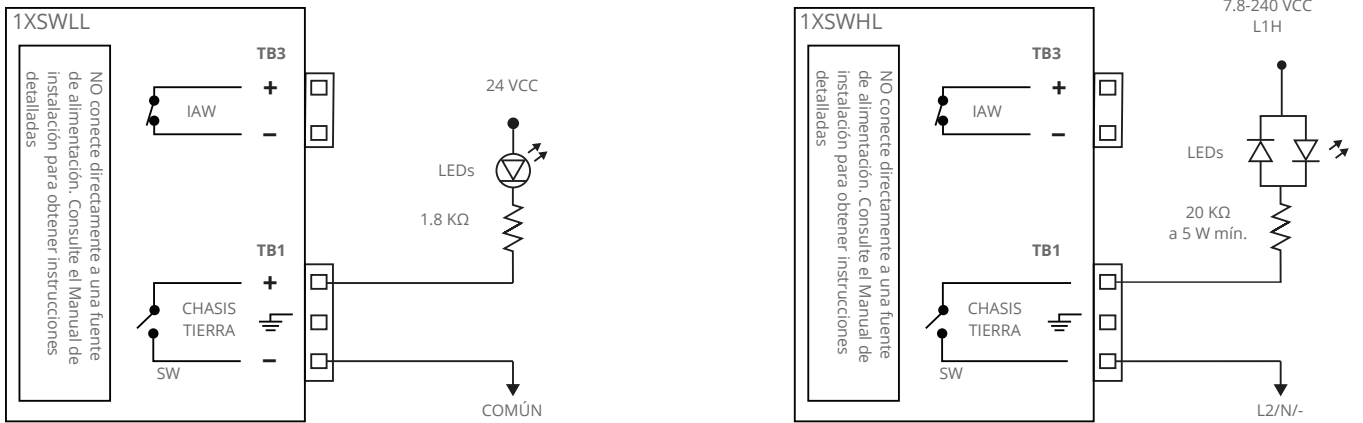 1XSWLL
NO conecte directamente a una fuente
de alimentación. Consulte el Manual de
instalación para obtener instrucciones
detalladas
TB3
+
IAW
−
24 VCC
LEDs
1.8 KΩ
TB1
+
CHASIS
TIERRA
−
SW
COMÚN
1XSWHL
NO conecte directamente a una fuente
de alimentación. Consulte el Manual de
instalación para obtener instrucciones
detalladas
TB3
+
IAW
−
7.8-240 VCC
L1H
LEDs
20 KΩ
a 5 W mín.
TB1
CHASIS
TIERRA
SW
L2/N/-